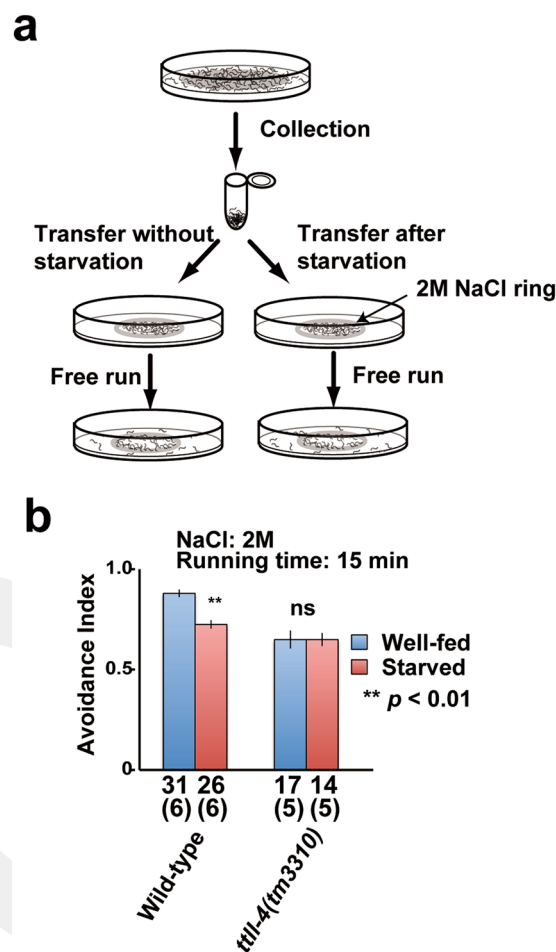 a
Collection
Transfer without
starvation
Transfer after
starvation
2M NaCl ring
Free run
Free run
b
NaCl: 2M
Running time: 15 min
Avoidance Index
1.0
0.5
0
**
ns
Well-fed
Starved
** p < 0.01
31 26 17 14
(6) (6) (5) (5)
Wild-type
ttll-4(tm3310)